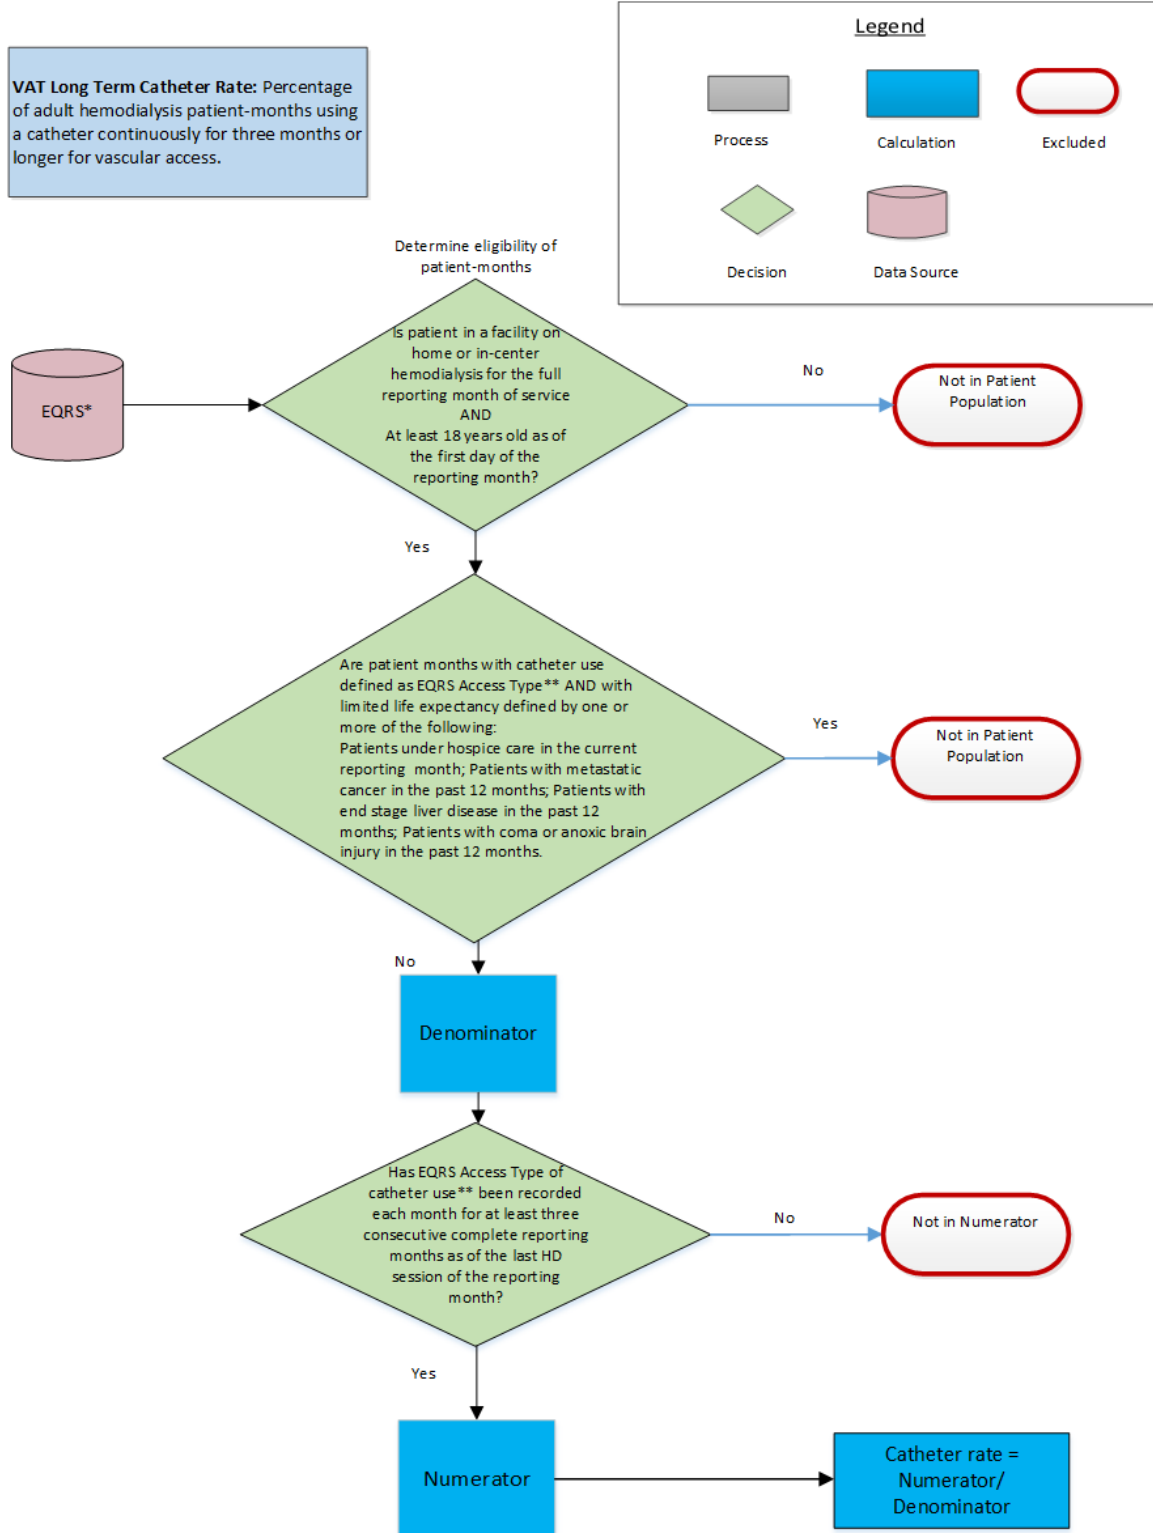 Legend
Process
Calculation
Excluded
Decision
Data Source
VAT Long Term Catheter Rate: Percentage
of adult hemodialysis patient-months using
a catheter continuously for three months or
longer for vascular access.
Determine eligibility of
patient-months
EQRS*
Is patient in a facility on
home or in-center
hemodialysis for the full
reporting month of service
AND
At least 18 years old as of
the first day of the
reporting month?
No
Not in Patient
Population
Yes
Are patient months with catheter use
defined as EQRS Access Type** AND with
limited life expectancy defined by one or
more of the following:
Patients under hospice care in the current
reporting month; Patients with metastatic
cancer in the past 12 months; Patients with
end stage liver disease in the past 12
months; Patients with coma or anoxic brain
injury in the past 12 months.
Yes
Not in Patient
Population
No
Denominator
Has EQRS Access Type of
catheter use** been recorded
each month for at least three
consecutive complete reporting
months as of the last HD
session of the reporting
month?
No
Not in Numerator
Yes
Numerator
Catheter rate =
Numerator/
Denominator